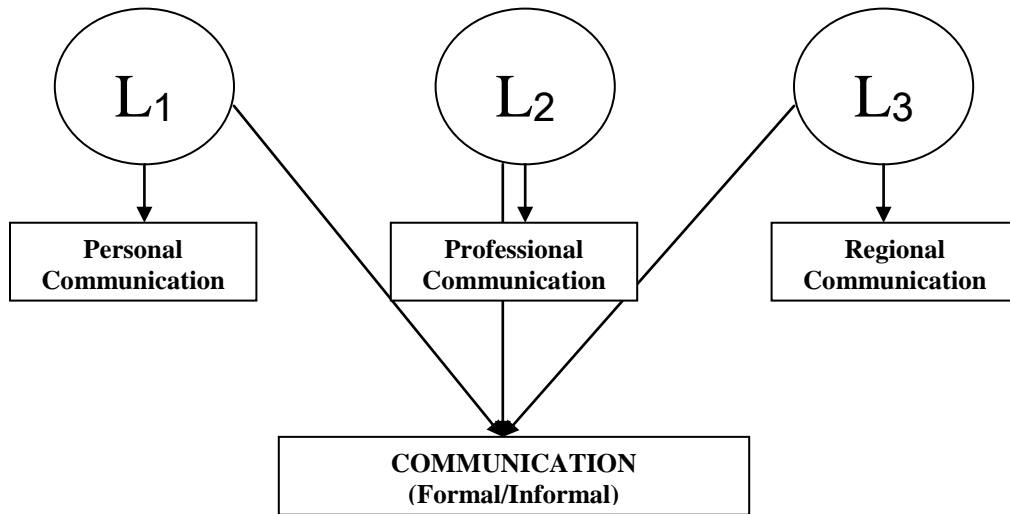 L1
L2
L3
Personal
Communication
Professional
Communication
Regional
Communication
COMMUNICATION
(Formal/Informal)